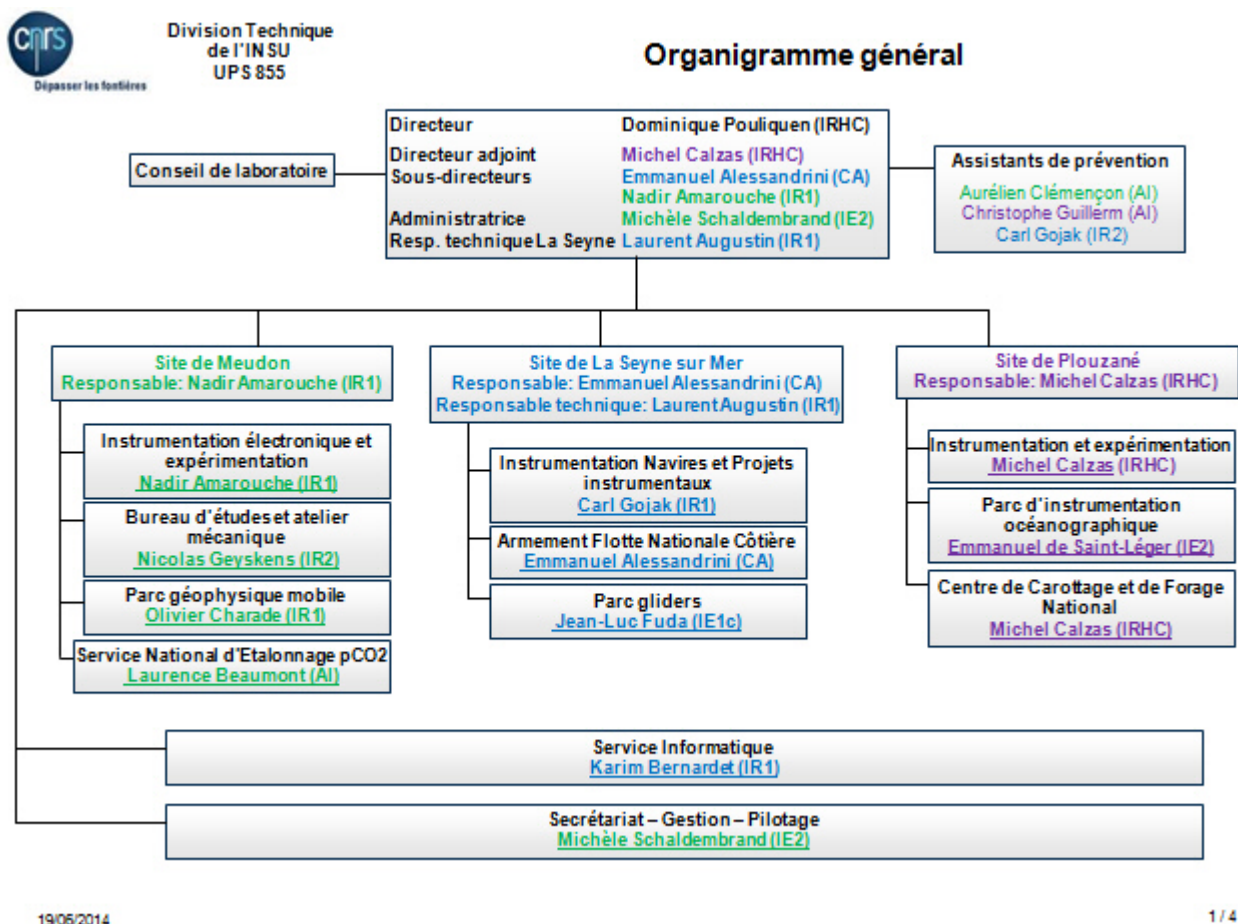 cnrs
Dépasser les fontières
Division Technique
de l'INSU
UPS 855
Organigramme général
Conseil de laboratoire
Directeur Dominique Pouliquen (IRHC)
Directeur adjoint Michel Calzas (IRHC)
Sous-directeurs Emmanuel Alessandrini (CA)
Nadir Amarouche (IR1)
Administratrice Michèle Schaldembrand (IE2)
Resp. technique La Seyne Laurent Augustin (IR1)
Assistants de prévention
Aurélien Clémençon (AI)
Christophe Guillerm (AI)
Carl Gojak (IR2)
Site de Meudon
Responsable: Nadir Amarouche (IR1)
Instrumentation électronique et
expérimentation
Nadir Amarouche (IR1)
Bureau d'études et atelier
mécanique
Nicolas Geyskens (IR2)
Parc géophysique mobile
Olivier Charade (IR1)
Service National d'Etalonnage pCO2
Laurence Beaumont (AI)
Site de La Seyne sur Mer
Responsable: Emmanuel Alessandrini (CA)
Responsable technique: Laurent Augustin (IR1)
Instrumentation Navires et Projets
instrumentaux
Carl Gojak (IR1)
Armement Flotte Nationale Côtière
Emmanuel Alessandrini (CA)
Parc gliders
Jean-Luc Fuda (IE1c)
Site de Plouzané
Responsable: Michel Calzas (IRHC)
Instrumentation et expérimentation
Michel Calzas (IRHC)
Parc d'instrumentation
océanographique
Emmanuel de Saint-Léger (IE2)
Centre de Carottage et de Forage
National
Michel Calzas (IRHC)
Service Informatique
Karim Bernardet (IR1)
Secrétariat – Gestion – Pilotage
Michèle Schaldembrand (IE2)
19/06/2014
1 / 4